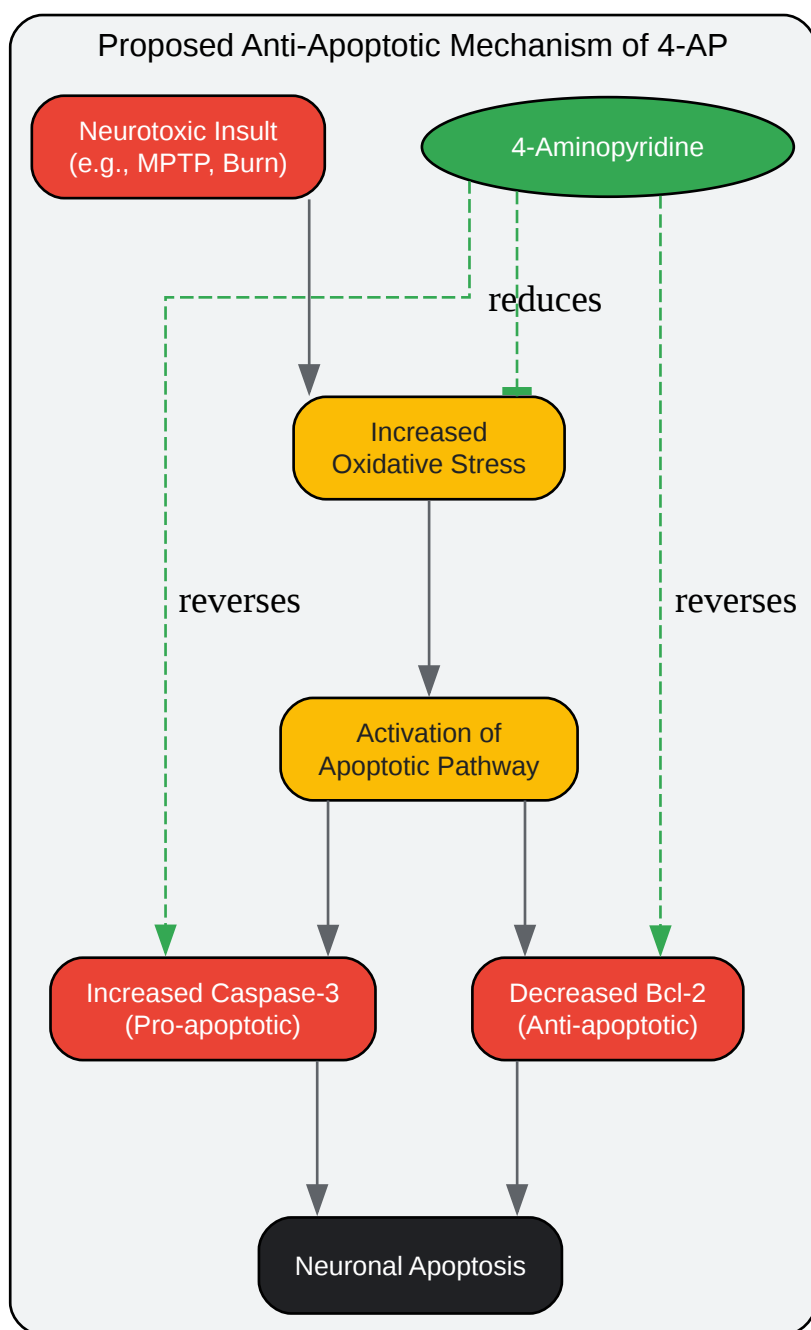 Proposed Anti-Apoptotic Mechanism of 4-AP
Neurotoxic Insult
(e.g., MPTP, Burn)
4-Aminopyridine
reduces
Increased
Oxidative Stress
reverses
reverses
Activation of
Apoptotic Pathway
Increased Caspase-3
(Pro-apoptotic)
Decreased Bcl-2
(Anti-apoptotic)
Neuronal Apoptosis